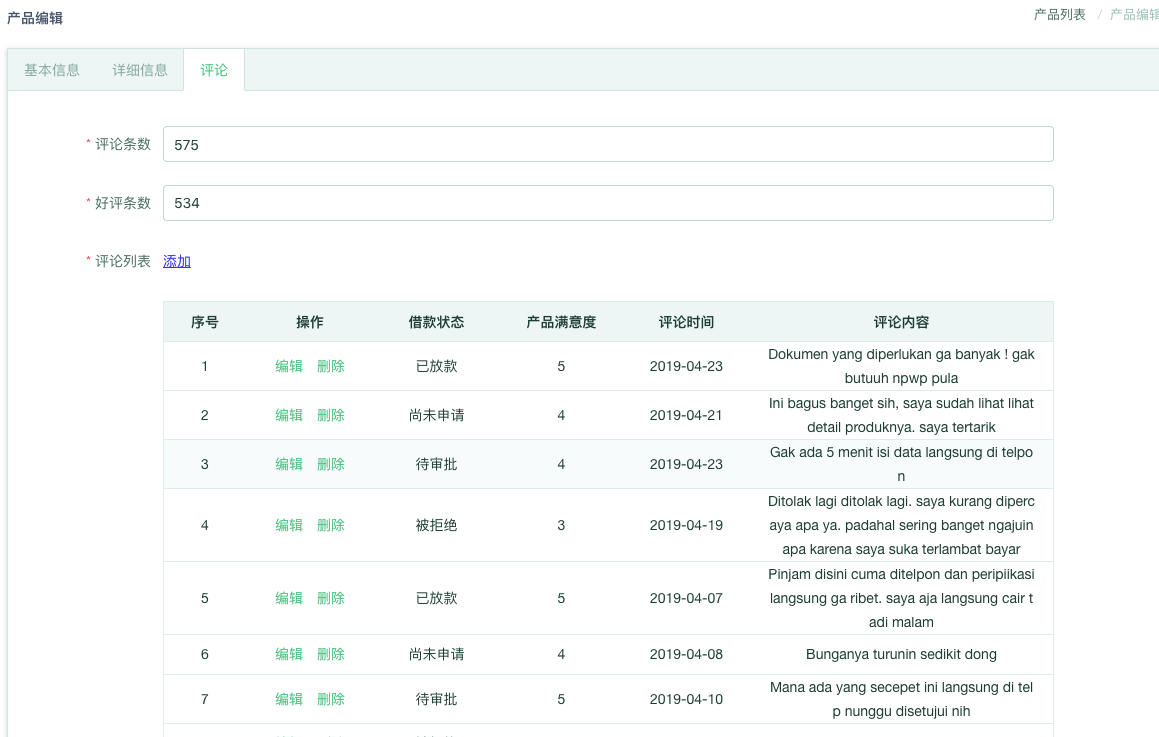 产品编辑
产品列表 / 产品编辑
基本信息 详细信息 评论
* 评论条数 575
* 好评条数 534
* 评论列表 添加
序号 操作 借款状态 产品满意度 评论时间 评论内容
1 编辑 删除 已放款 5 2019-04-23 Dokumen yang diperlukan ga banyak ! gak
butuuh npwp pula
2 编辑 删除 尚未申请 4 2019-04-21 Ini bagus banget sih, saya sudah lihat lihat
detail produknya. saya tertarik
3 编辑 删除 待审批 4 2019-04-23 Gak ada 5 menit isi data langsung di telpo
n
4 编辑 删除 被拒绝 3 2019-04-19 Ditolak lagi ditolak lagi. saya kurang diperc
aya apa ya. padahal sering banget ngajuin
apa karena saya suka terlambat bayar
5 编辑 删除 已放款 5 2019-04-07 Pinjam disini cuma ditelpon dan peripiikasi
langsung ga ribet. saya aja langsung cair t
adi malam
6 编辑 删除 尚未申请 4 2019-04-08 Bunganya turunin sedikit dong
7 编辑 删除 待审批 5 2019-04-10 Mana ada yang secepet ini langsung di tel
p nunggu disetujui nih